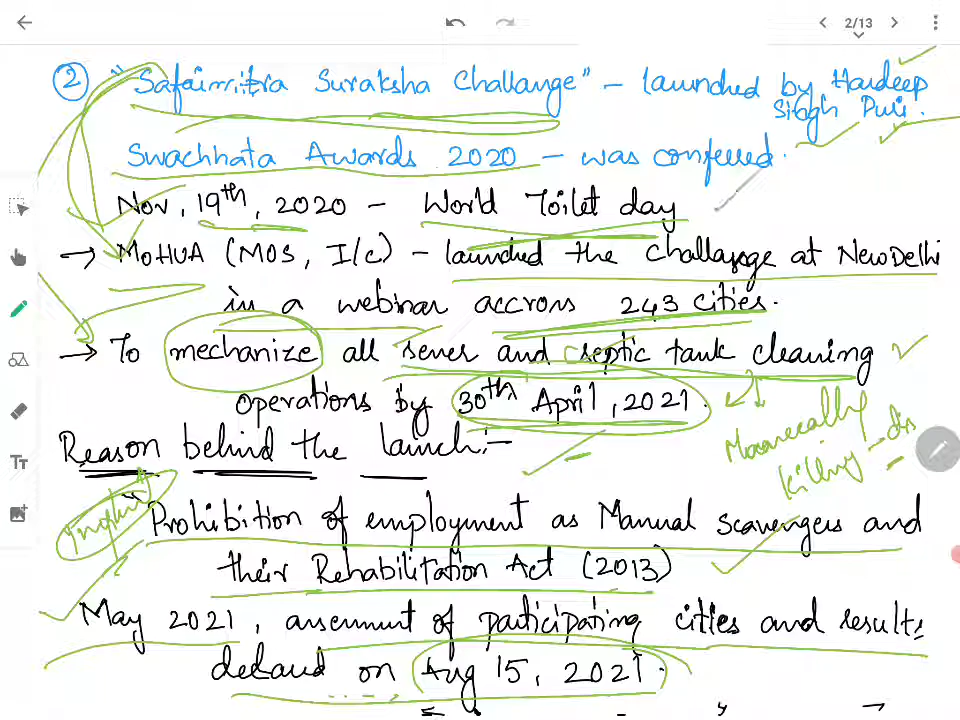 2/13
② "Safaimitra Suraksha Challange" - launched by Hardeep
Singh Puri.
Swachhata Awards 2020 - was conferred.
Nov, 19th, 2020 - World Toilet day
→ MoHUA (MOS, I/c) - launched the challange at New Delhi
in a webinar accross 243 cities.
→ To mechanize all sewer and septic tank cleaning
operations by 30th April, 2021.
Manually
killing - dis
Reason behind the launch:-
"Prohibition of employment as Manual scavengers and
their Rehabilitation Act (2013)
May 2021, assesment of participating cities and results
delcared on Aug 15, 2021.
Tт